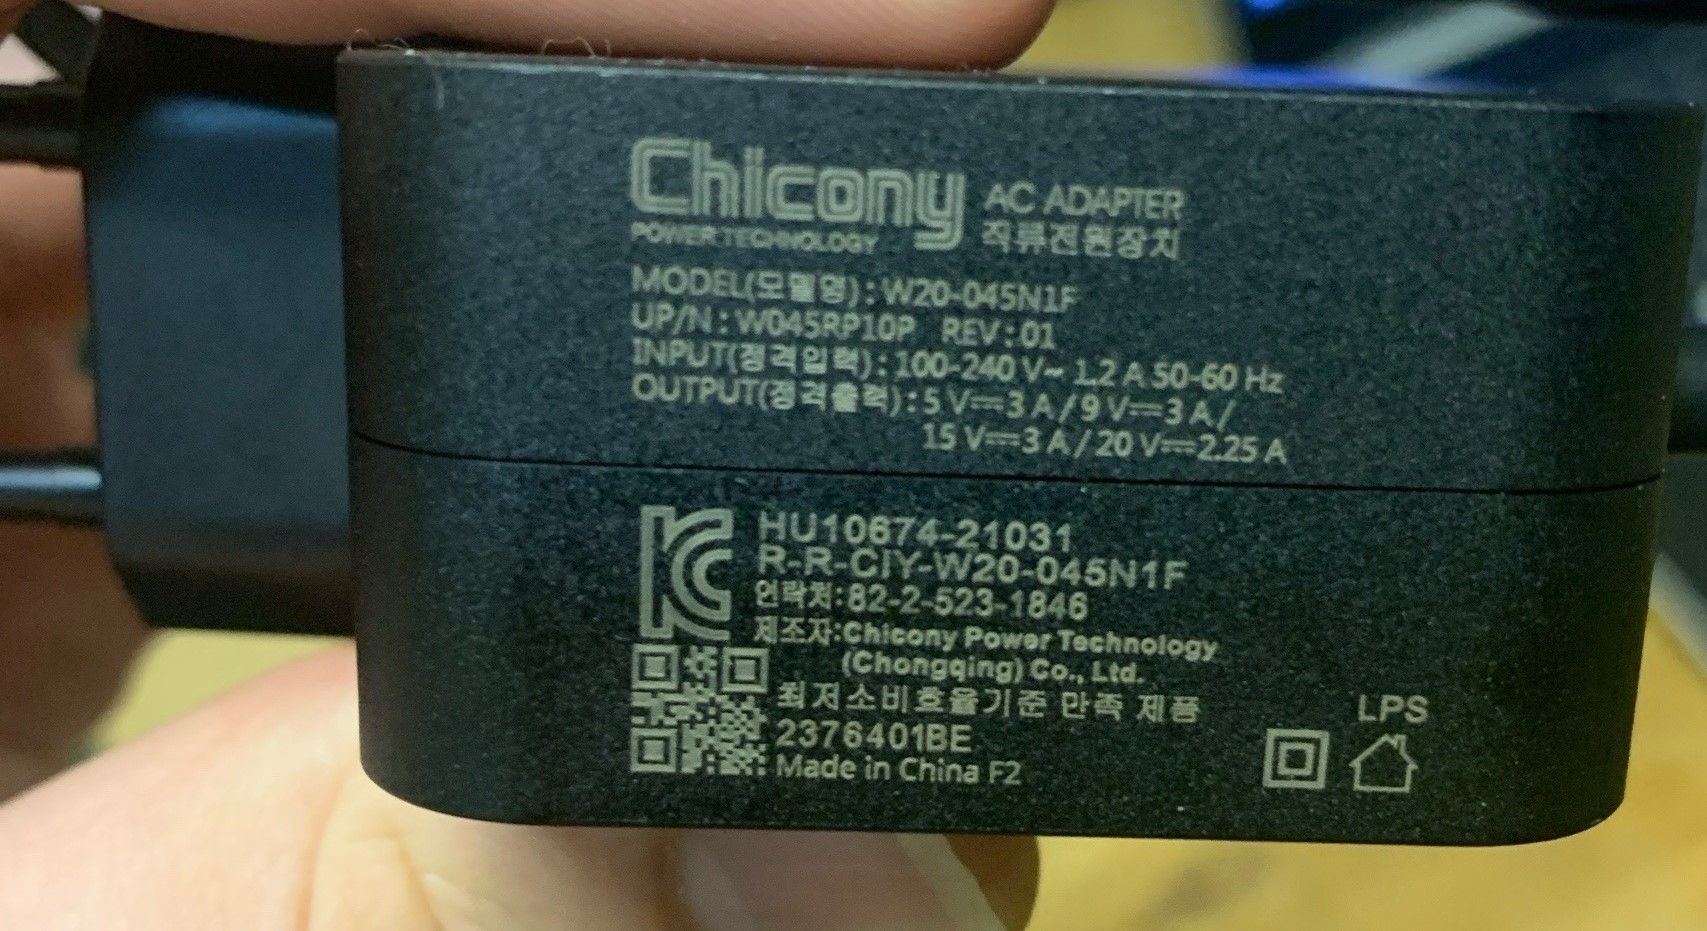 Chicony AC ADAPTER
POWER TECHNOLOGY 직류전원장치
MODEL(모델명) : W20-045N1F
UP/N : W045RP10P REV : 01
INPUT(정격입력) : 100-240 V~ 1.2 A 50-60 Hz
OUTPUT(정격출력) : 5 V⎓3 A / 9 V⎓3 A /
15 V⎓3 A / 20 V⎓2.25 A
HU10674-21031
R-R-CIY-W20-045N1F
연락처:82-2-523-1846
제조자:Chicony Power Technology
(Chongqing) Co., Ltd.
최저소비효율기준 만족 제품
LPS
2376401BE
Made in China F2